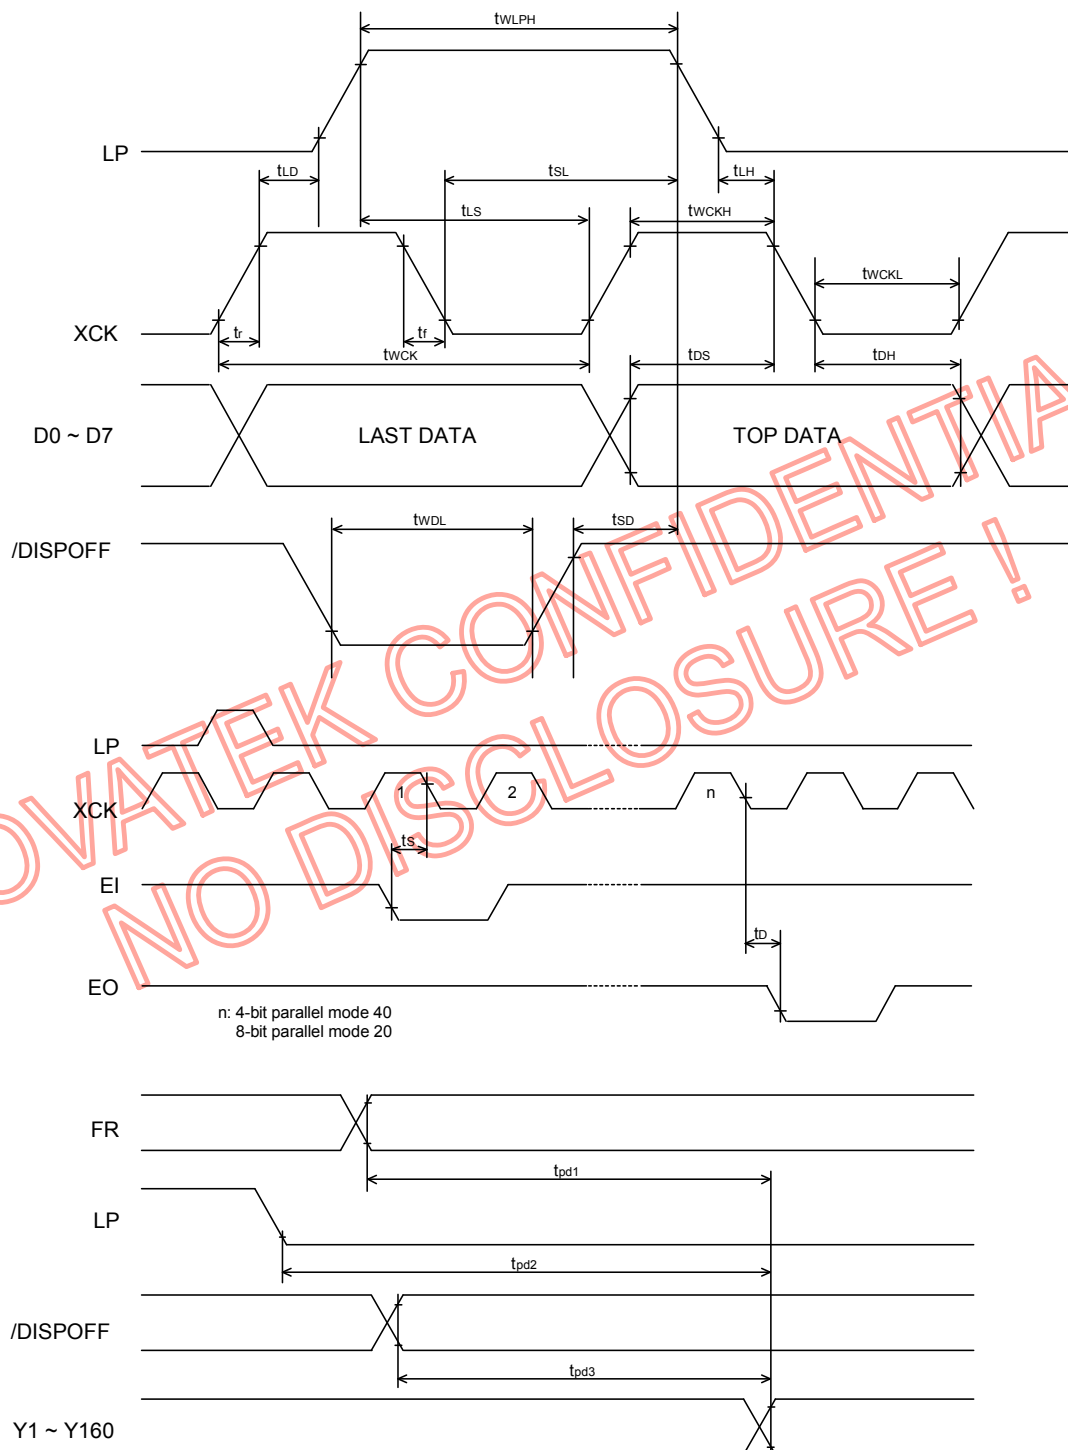 tWLPH
LP
tLD
tSL
tLH
tLS
tWCKH
tWCKL
XCK
tr
tf
tWCK
tDS
tDH
D0 ~ D7
LAST DATA
TOP DATA
tWDL
tSD
/DISPOFF
OVATEK CONFIDENTIA
NO DISCLOSURE !
LP
XCK
1
2
n
ts
EI
tD
EO
n: 4-bit parallel mode 40
8-bit parallel mode 20
FR
tpd1
LP
tpd2
/DISPOFF
tpd3
Y1 ~ Y160